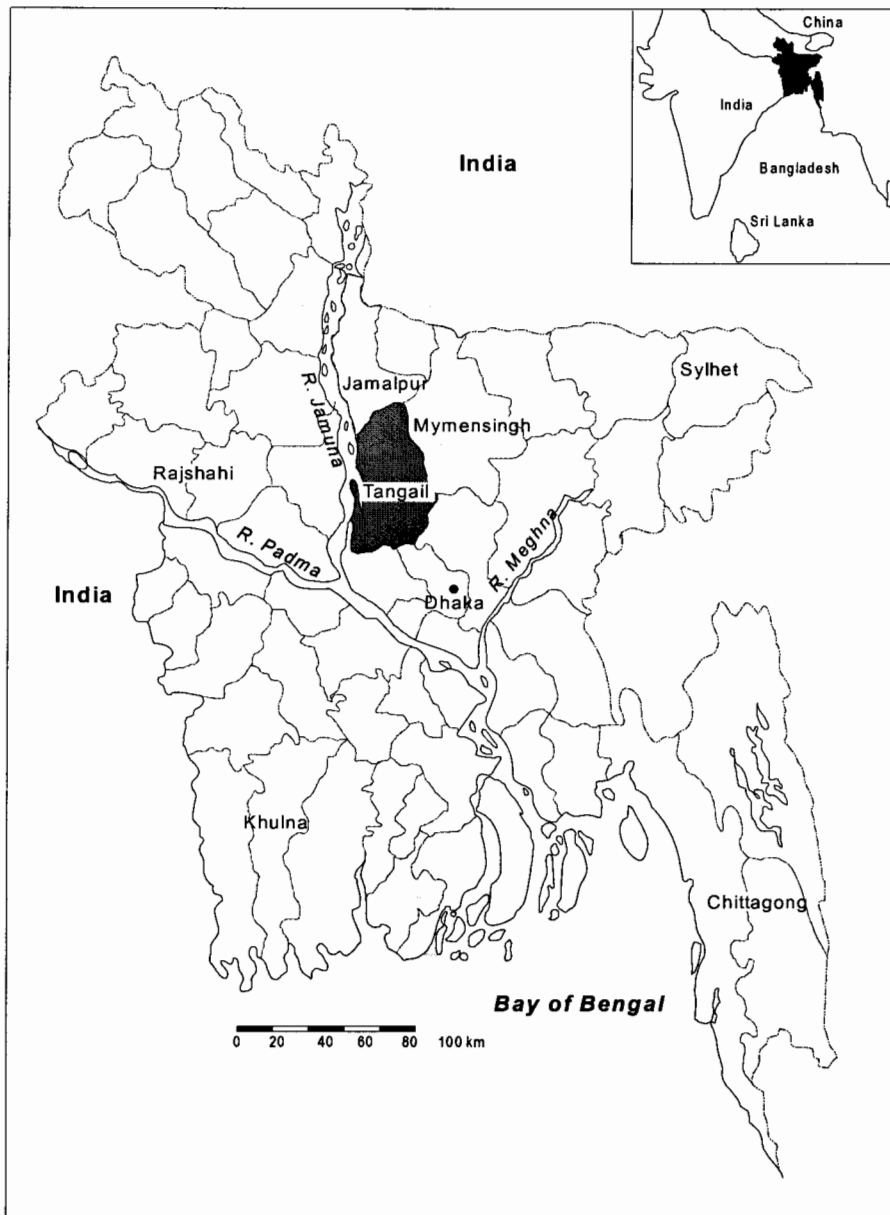 China
India
Bangladesh
Sri Lanka
India
Sylhet
Jamalpur
R. Jamuna
Mymensingh
Rajshahi
Tangail
R. Padma
R. Meghna
India
Dhaka
Khulna
Chittagong
Bay of Bengal
0 20 40 60 80 100 km